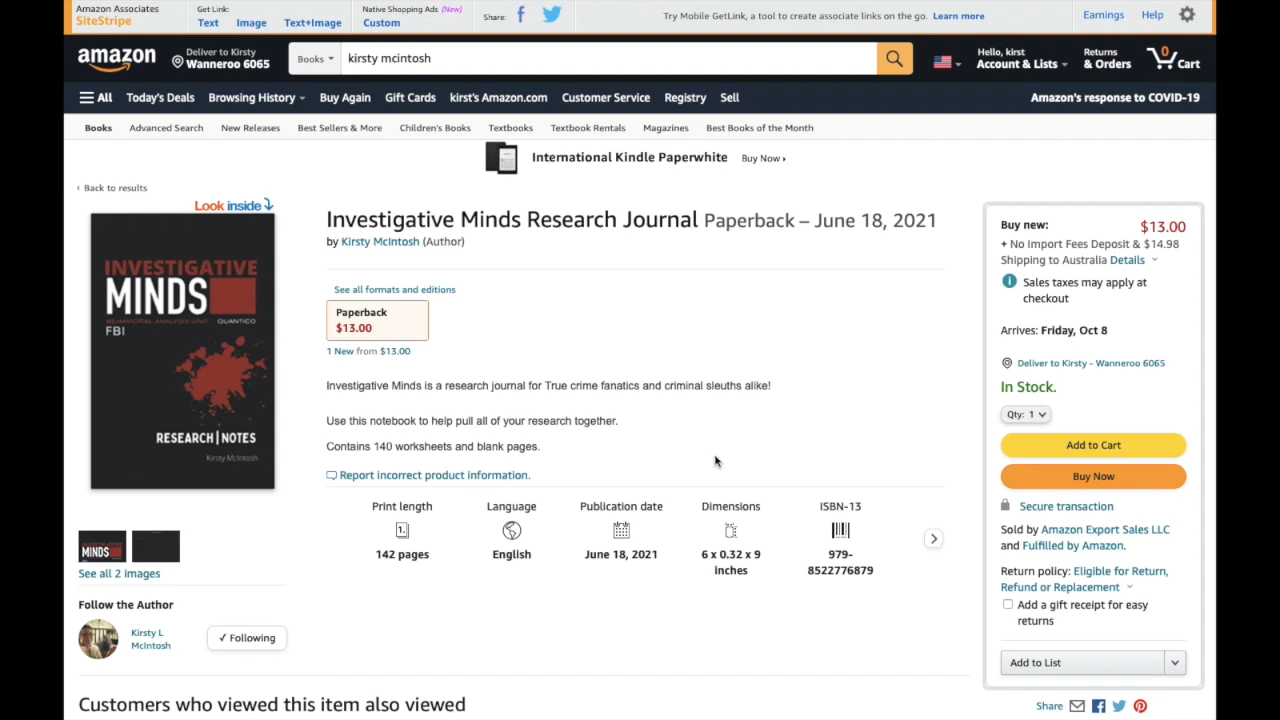 Amazon Associates
SiteStripe
Get Link:
Text Image Text+Image
Native Shopping Ads (New)
Custom
Share:
Try Mobile GetLink, a tool to create associate links on the go. Learn more
Earnings Help
amazon
Deliver to Kirsty
Wanneroo 6065
Books
kirsty mcintosh
Hello, kirst
Account & Lists
Returns
& Orders
0
Cart
All Today's Deals Browsing History Buy Again Gift Cards kirst's Amazon.com Customer Service Registry Sell
Amazon's response to COVID-19
Books Advanced Search New Releases Best Sellers & More Children's Books Textbooks Textbook Rentals Magazines Best Books of the Month
International Kindle Paperwhite Buy Now ›
‹ Back to results
Look inside
INVESTIGATIVE
MINDS
BEHAVIORAL ANALYSIS UNIT QUANTICO
FBI
RESEARCH|NOTES
Kirsty McIntosh
See all 2 images
Follow the Author
Kirsty L
McIntosh
✓ Following
Investigative Minds Research Journal Paperback – June 18, 2021
by Kirsty McIntosh (Author)
See all formats and editions
Paperback
$13.00
1 New from $13.00
Investigative Minds is a research journal for True crime fanatics and criminal sleuths alike!
Use this notebook to help pull all of your research together.
Contains 140 worksheets and blank pages.
Report incorrect product information.
Print length
142 pages
Language
English
Publication date
June 18, 2021
Dimensions
6 x 0.32 x 9
inches
ISBN-13
979-
8522776879
Buy new: $13.00
+ No Import Fees Deposit & $14.98
Shipping to Australia Details
Sales taxes may apply at
checkout
Arrives: Friday, Oct 8
Deliver to Kirsty - Wanneroo 6065
In Stock.
Qty: 1
Add to Cart
Buy Now
Secure transaction
Sold by Amazon Export Sales LLC
and Fulfilled by Amazon.
Return policy: Eligible for Return,
Refund or Replacement
Add a gift receipt for easy
returns
Add to List
Share
Customers who viewed this item also viewed